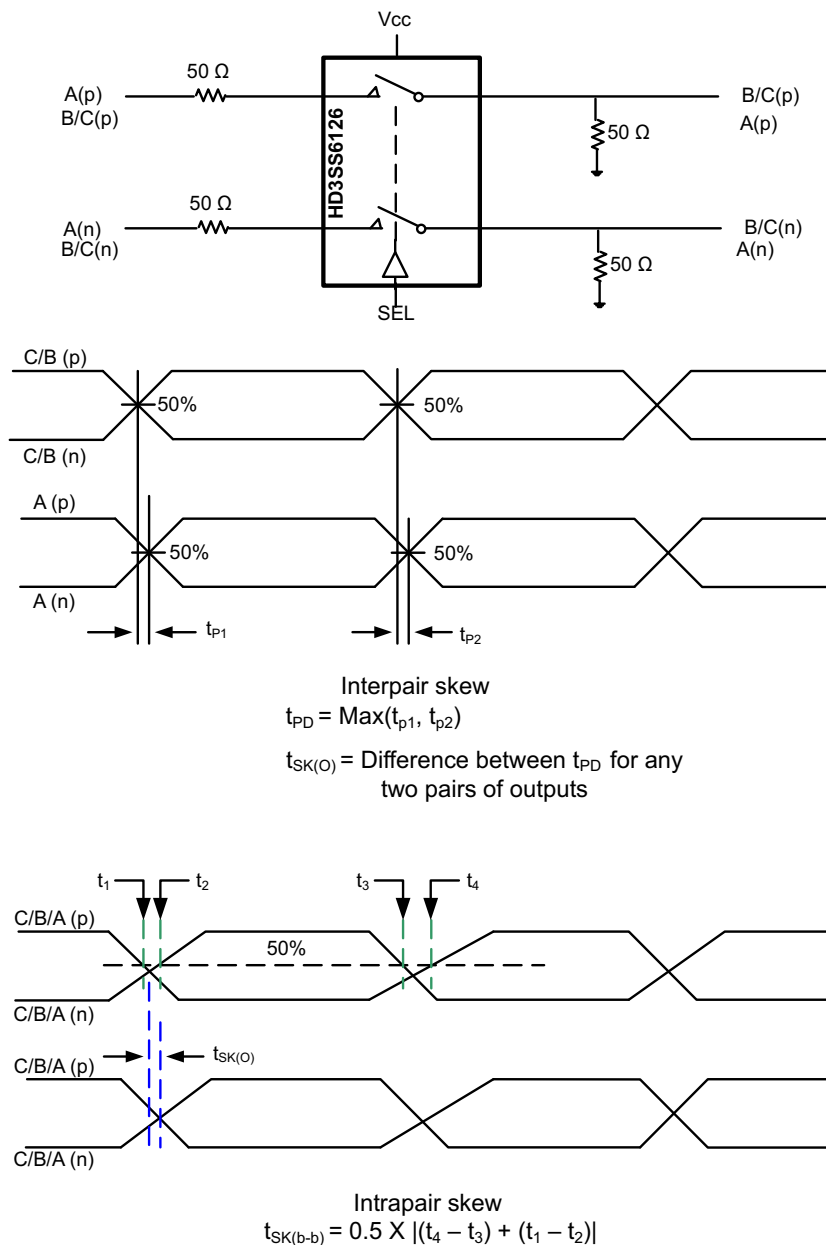 Vcc
50 Ω
A(p)
B/C(p)
HD3SS6126
B/C(p)
A(p)
50 Ω
50 Ω
A(n)
B/C(n)
B/C(n)
A(n)
50 Ω
SEL
C/B (p)
50%
50%
C/B (n)
A (p)
50%
50%
A (n)
tP1
tP2
Interpair skew
tPD = Max(tp1, tp2)
tSK(O) = Difference between tPD for any
two pairs of outputs
t1
t2
t3
t4
C/B/A (p)
50%
C/B/A (n)
tSK(O)
C/B/A (p)
C/B/A (n)
Intrapair skew
tSK(b-b) = 0.5 X |(t4 – t3) + (t1 – t2)|